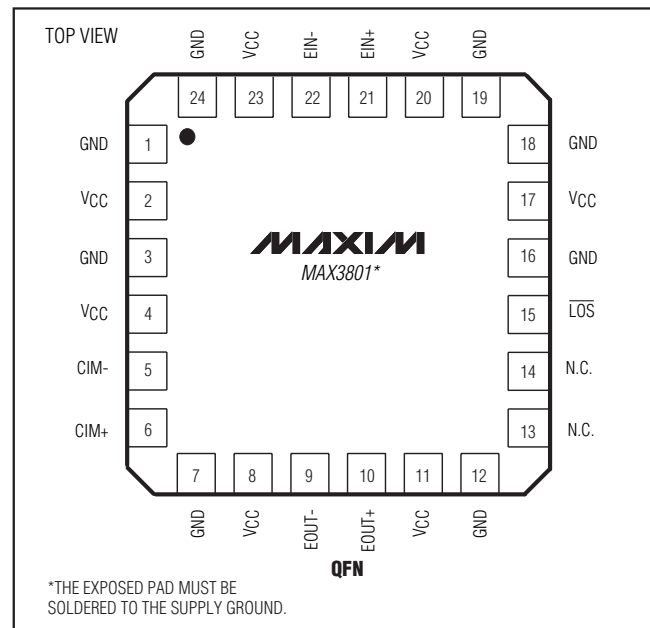 TOP VIEW
GND VCC EIN- EIN+ VCC GND
24 23 22 21 20 19
GND 1 18 GND
VCC 2 17 VCC
MAXIM
GND 3 16 GND
MAX3801*
VCC 4 15 LOS
CIM- 5 14 N.C.
CIM+ 6 13 N.C.
7 8 9 10 11 12
GND VCC EOUT- EOUT+ VCC GND
QFN
*THE EXPOSED PAD MUST BE
SOLDERED TO THE SUPPLY GROUND.